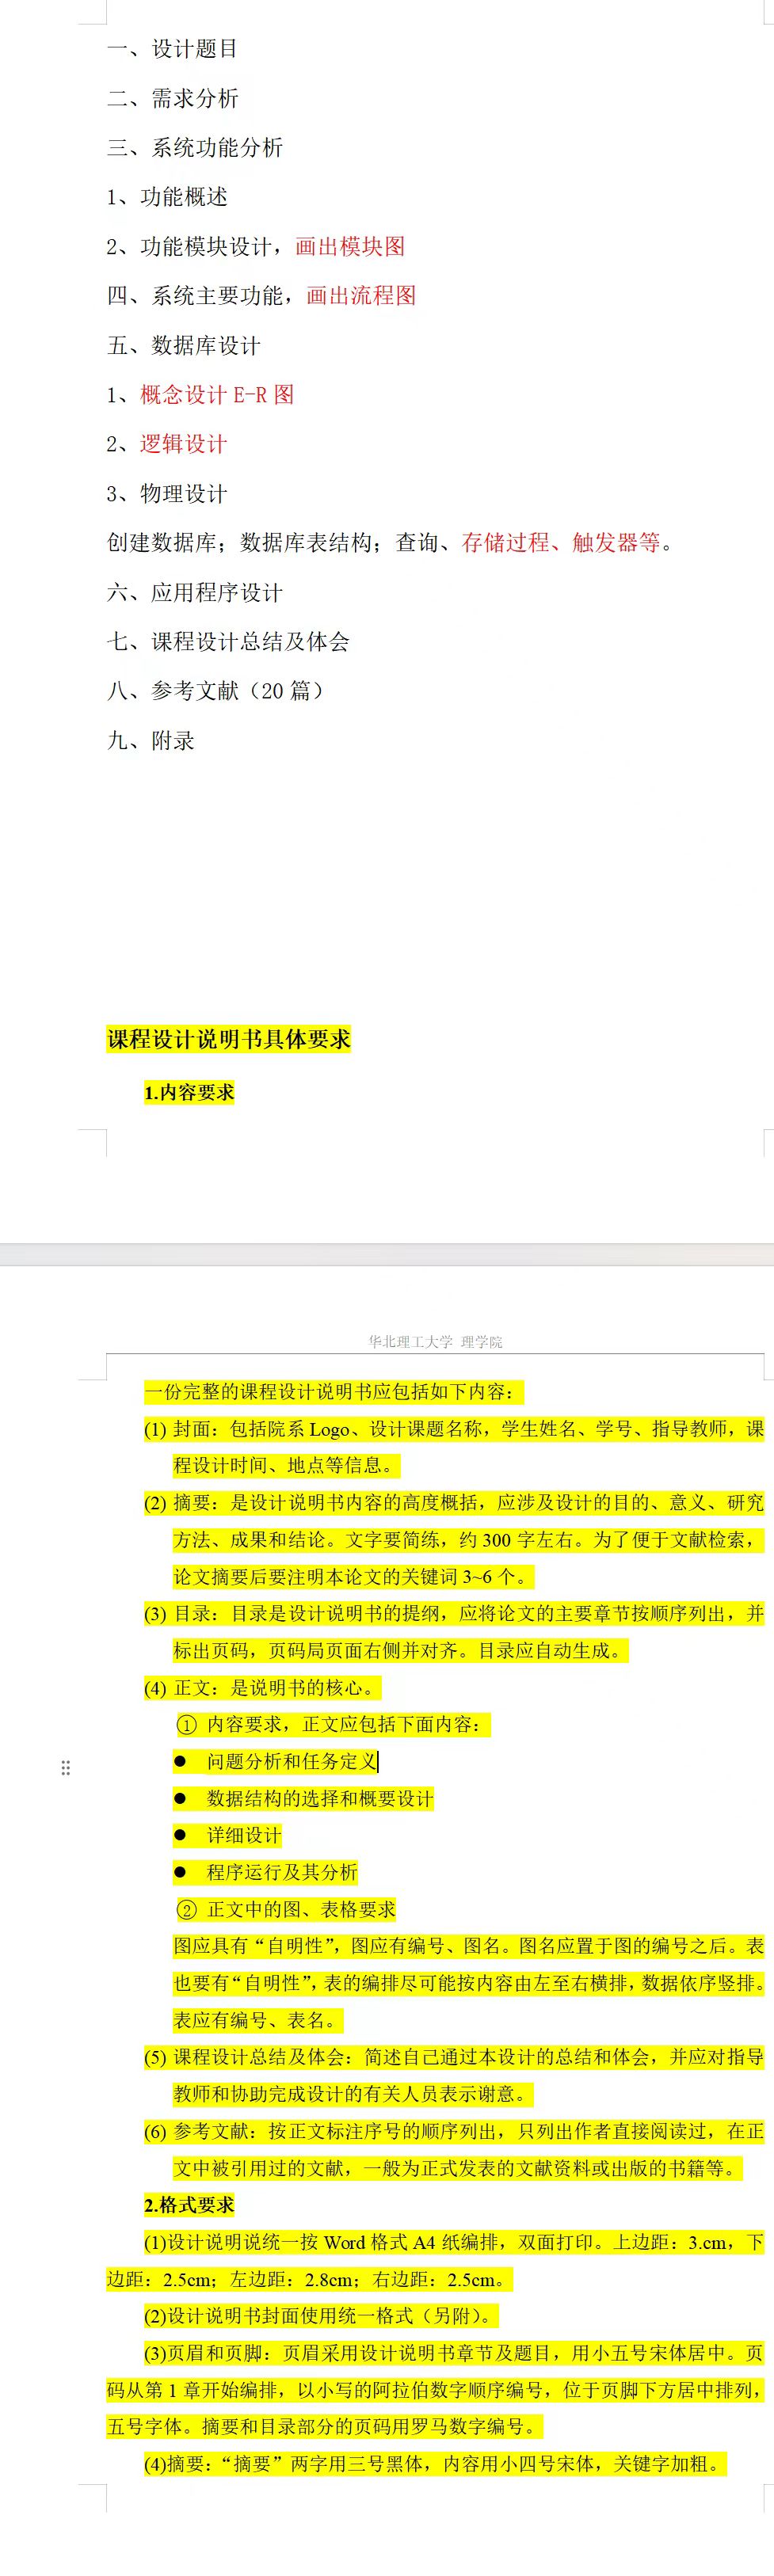 一、设计题目
二、需求分析
三、系统功能分析
1、功能概述
2、功能模块设计，画出模块图
四、系统主要功能，画出流程图
五、数据库设计
1、概念设计 E-R 图
2、逻辑设计
3、物理设计
创建数据库；数据库表结构；查询、存储过程、触发器等。
六、应用程序设计
七、课程设计总结及体会
八、参考文献（20 篇）
九、附录
课程设计说明书具体要求
1.内容要求
华北理工大学 理学院
一份完整的课程设计说明书应包括如下内容：
(1) 封面：包括院系 Logo、设计课题名称，学生姓名、学号、指导教师，课
程设计时间、地点等信息。
(2) 摘要：是设计说明书内容的高度概括，应涉及设计的目的、意义、研究
方法、成果和结论。文字要简练，约 300 字左右。为了便于文献检索，
论文摘要后要注明本论文的关键词 3~6 个。
(3) 目录：目录是设计说明书的提纲，应将论文的主要章节按顺序列出，并
标出页码，页码局页面右侧并对齐。目录应自动生成。
(4) 正文：是说明书的核心。
① 内容要求，正文应包括下面内容：
● 问题分析和任务定义
● 数据结构的选择和概要设计
● 详细设计
● 程序运行及其分析
② 正文中的图、表格要求
图应具有“自明性”，图应有编号、图名。图名应置于图的编号之后。表
也要有“自明性”，表的编排尽可能按内容由左至右横排，数据依序竖排。
表应有编号、表名。
(5) 课程设计总结及体会：简述自己通过本设计的总结和体会，并应对指导
教师和协助完成设计的有关人员表示谢意。
(6) 参考文献：按正文标注序号的顺序列出，只列出作者直接阅读过，在正
文中被引用过的文献，一般为正式发表的文献资料或出版的书籍等。
2.格式要求
(1)设计说明说统一按 Word 格式 A4 纸编排，双面打印。上边距：3.cm，下
边距：2.5cm；左边距：2.8cm；右边距：2.5cm。
(2)设计说明书封面使用统一格式（另附）。
(3)页眉和页脚：页眉采用设计说明书章节及题目，用小五号宋体居中。页
码从第 1 章开始编排，以小写的阿拉伯数字顺序编号，位于页脚下方居中排列，
五号字体。摘要和目录部分的页码用罗马数字编号。
(4)摘要：“摘要”两字用三号黑体，内容用小四号宋体，关键字加粗。